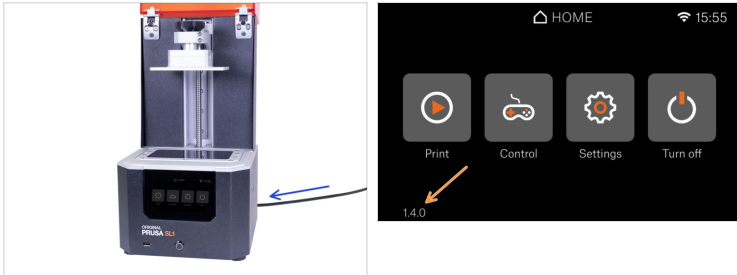 ORIGINAL
PRUSA SL1
HOME
15:55
Print
Control
Settings
Turn off
1.4.0